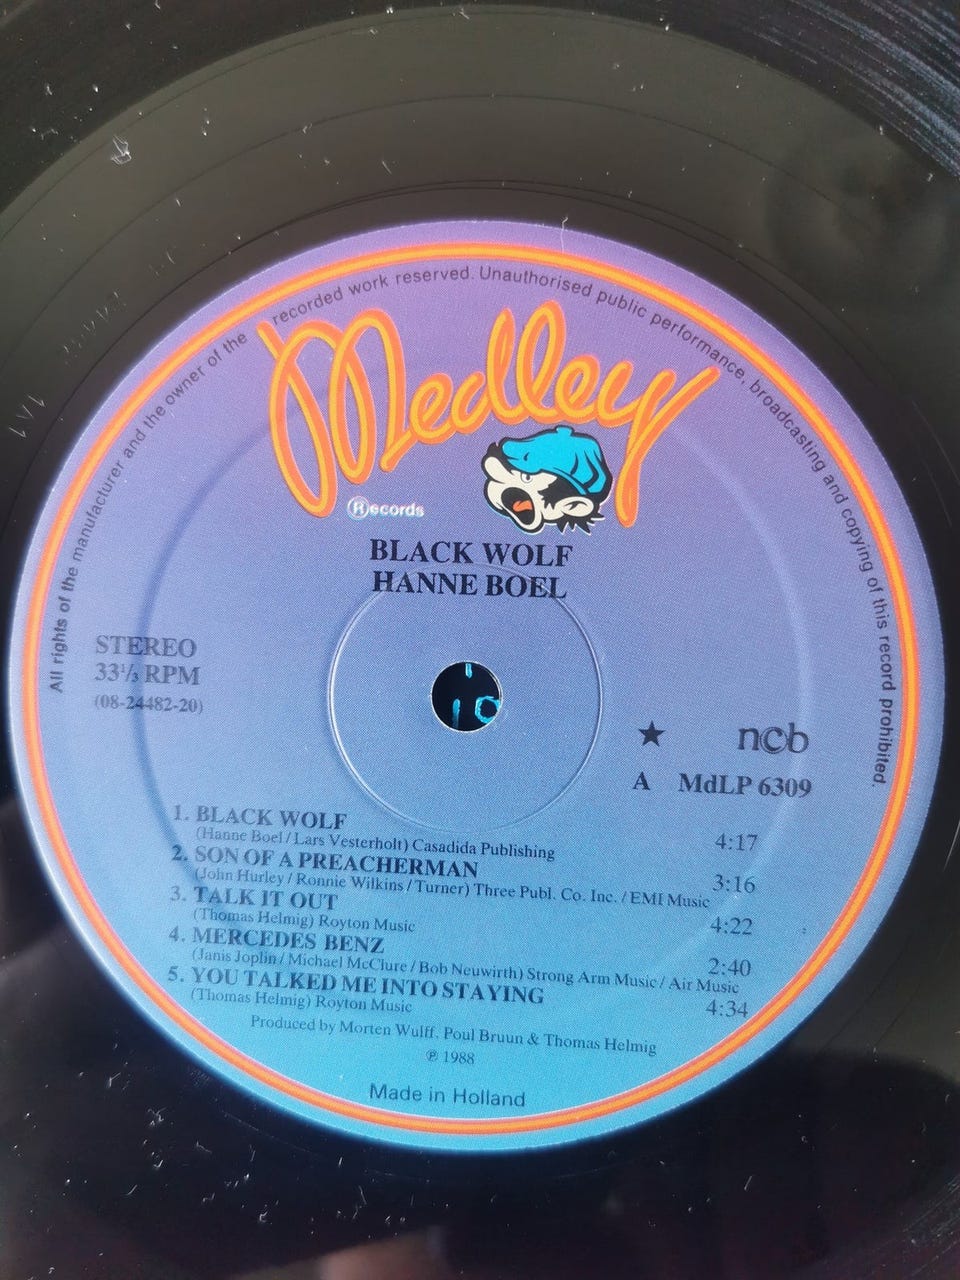 All rights of the manufacturer and the owner of the recorded work reserved. Unauthorised public performance, broadcasting and copying of this record prohibited.
Medley
Ⓡecords
BLACK WOLF
HANNE BOEL
STEREO
33⅓ RPM
(08-24482-20)
★ ncb
A MdLP 6309
1. BLACK WOLF 4:17
(Hanne Boel / Lars Vesterholt) Casadida Publishing
2. SON OF A PREACHERMAN 3:16
(John Hurley / Ronnie Wilkins / Turner) Three Publ. Co. Inc. / EMI Music
3. TALK IT OUT 4:22
(Thomas Helmig) Royton Music
4. MERCEDES BENZ 2:40
(Janis Joplin / Michael McClure / Bob Neuwirth) Strong Arm Music / Air Music
5. YOU TALKED ME INTO STAYING 4:34
(Thomas Helmig) Royton Music
Produced by Morten Wulff. Poul Bruun & Thomas Helmig
℗ 1988
Made in Holland